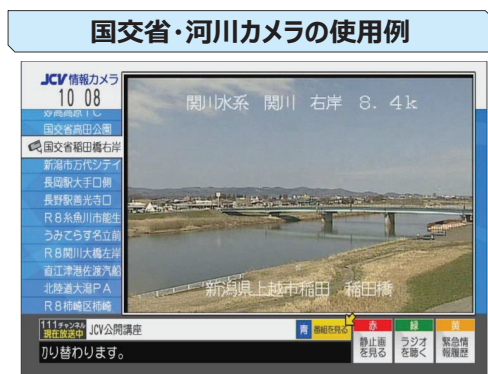 国交省・河川カメラの使用例
JCV 情報カメラ
10 08
妙高高原IC
国交省高田公園
国交省稲田橋右岸
新潟市万代シテイ
長岡駅大手口側
長野駅善光寺口
R8糸魚川市能生
うみてらす名立前
R8関川大橋左岸
直江津港佐渡汽船
北陸道大潟PA
R8柿崎区柿崎
関川水系 関川 右岸 8.4k
新潟県上越市稲田 稲田橋
111チャンネル
現在放送中
JCV公開講座
青 番組を見る
切り替わります。
赤
静止画
を見る
緑
ラジオ
を聴く
黄
緊急情
報履歴